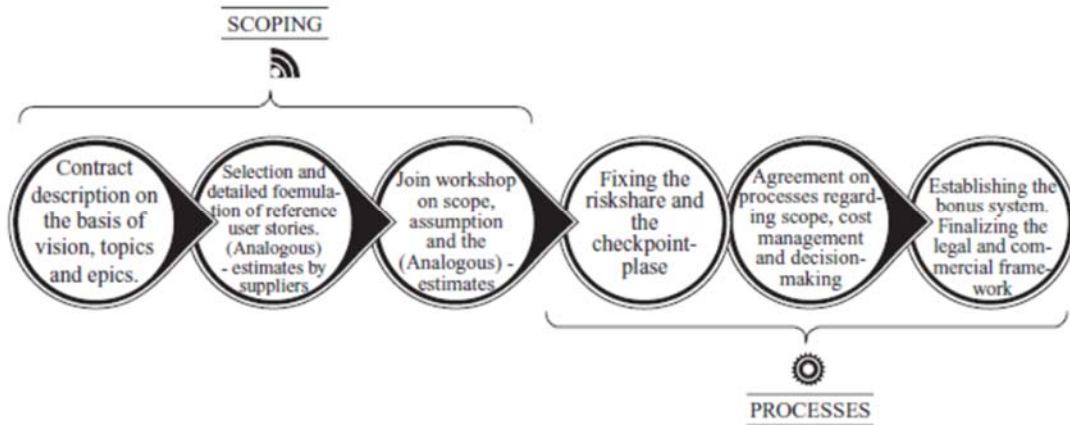 SCOPING
Contract
description on
the basis of
vision, topics
and epics.
Selection and
detailed foemula-
tion of reference
user stories.
(Analogous)
- estimates by
suppliers
Join workshop
on scope,
assumption
and the
(Analogous) -
estimates
Fixing the
riskshare and
the
checkpoint-
plase
Agreement on
processes regard-
ing scope, cost
management
and decision-
making
Establishing the
bonus system.
Finalizing the
legal and com-
mercial frame-
work
PROCESSES